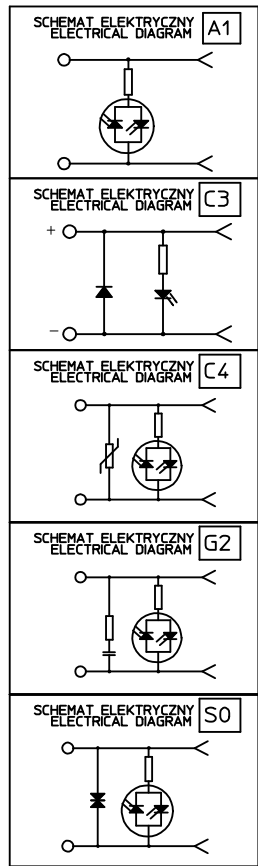 SCHEMAT ELEKTRYCZNY
ELECTRICAL DIAGRAM
A1
SCHEMAT ELEKTRYCZNY
ELECTRICAL DIAGRAM
C3
+
-
SCHEMAT ELEKTRYCZNY
ELECTRICAL DIAGRAM
C4
SCHEMAT ELEKTRYCZNY
ELECTRICAL DIAGRAM
G2
SCHEMAT ELEKTRYCZNY
ELECTRICAL DIAGRAM
S0